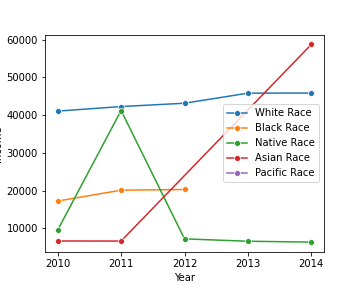 60000
50000
40000
30000
20000
10000
2010
2011
2012
2013
2014
Year
White Race
Black Race
Native Race
Asian Race
Pacific Race